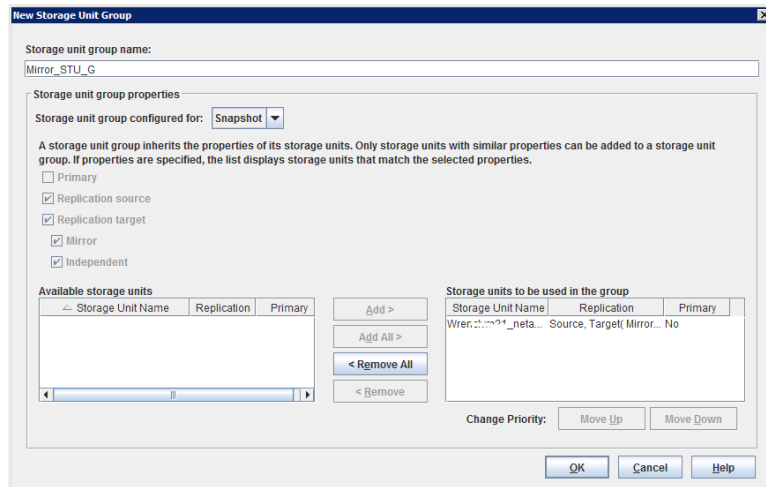 New Storage Unit Group
Storage unit group name:
Mirror_STU_G
Storage unit group properties
Storage unit group configured for: Snapshot
A storage unit group inherits the properties of its storage units. Only storage units with similar properties can be added to a storage unit
group. If properties are specified, the list displays storage units that match the selected properties.
Primary
Replication source
Replication target
Mirror
Independent
Available storage units
Storage Unit Name Replication Primary
Add >
Add All >
< Remove All
< Remove
Storage units to be used in the group
Storage Unit Name Replication Primary
Source, Target( Mirror... No
Change Priority: Move Up Move Down
OK Cancel Help